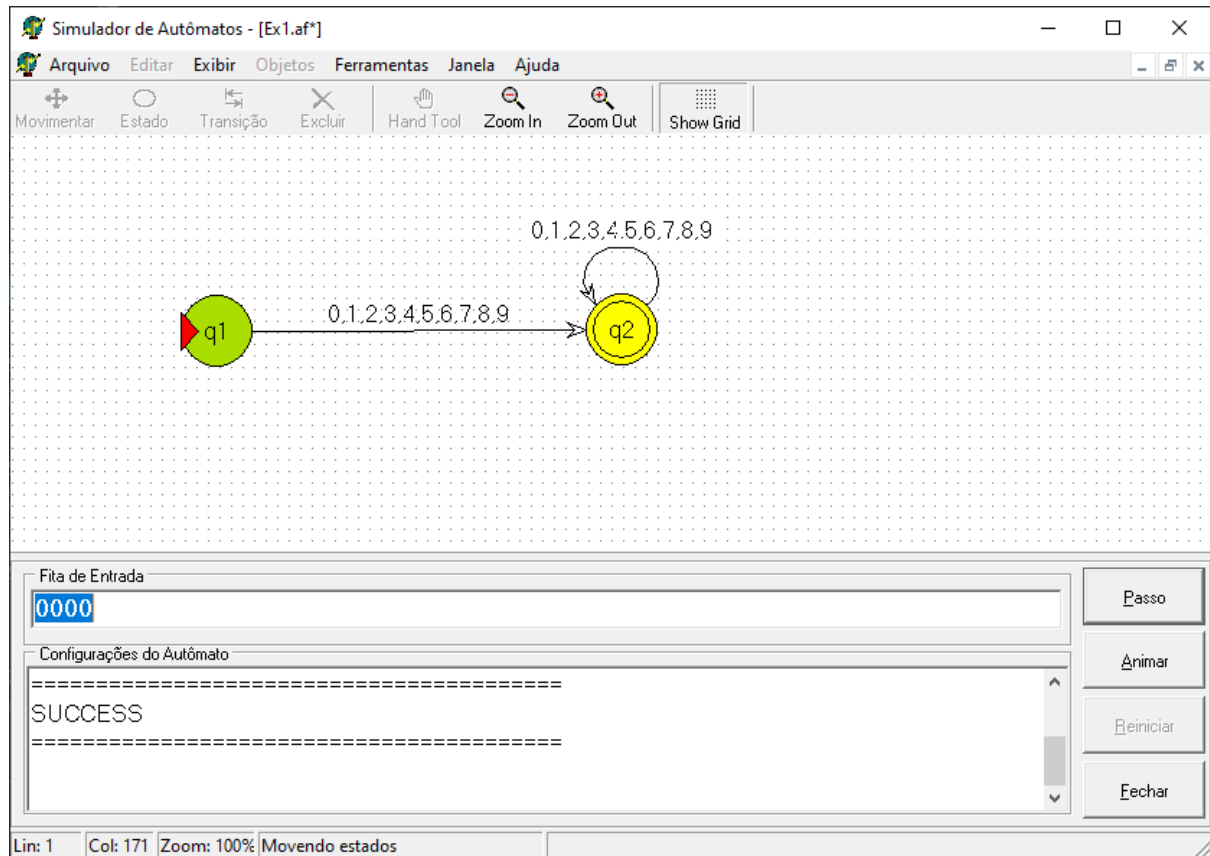 Simulador de Autômatos - [Ex1.af*]
Arquivo Editar Exibir Objetos Ferramentas Janela Ajuda
Movimentar Estado Transição Excluir Hand Tool Zoom In Zoom Out Show Grid
0,1,2,3,4,5,6,7,8,9
0,1,2,3,4,5,6,7,8,9
q1
q2
Fita de Entrada
0000
Passo
Configurações do Autômato
Animar
=========================================
SUCCESS
=========================================
Reiniciar
Fechar
Lin: 1 Col: 171 Zoom: 100% Movendo estados